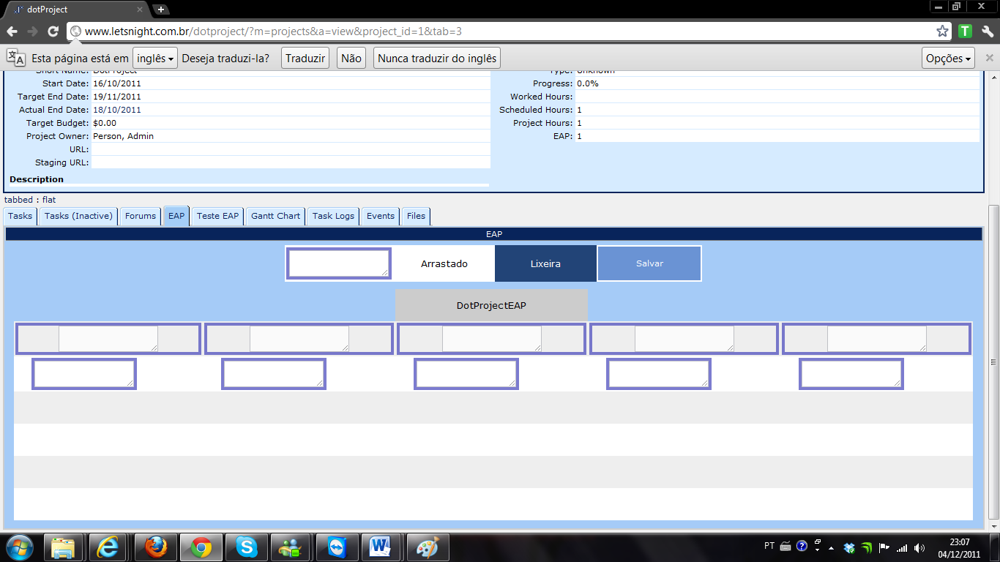 dotProject
www.letsnight.com.br/dotproject/?m=projects&a=view&project_id=1&tab=3
Esta página está em inglês Deseja traduzi-la? Traduzir Não Nunca traduzir do inglês Opções
Short Name: DotProject
Start Date: 16/10/2011
Target End Date: 19/11/2011
Actual End Date: 18/10/2011
Target Budget: $0.00
Project Owner: Person, Admin
URL:
Staging URL:
Description
Type: Unknown
Progress: 0.0%
Worked Hours:
Scheduled Hours: 1
Project Hours: 1
EAP: 1
tabbed : flat
Tasks Tasks (Inactive) Forums EAP Teste EAP Gantt Chart Task Logs Events Files
EAP
Arrastado Lixeira Salvar
DotProjectEAP
PT 23:07
04/12/2011